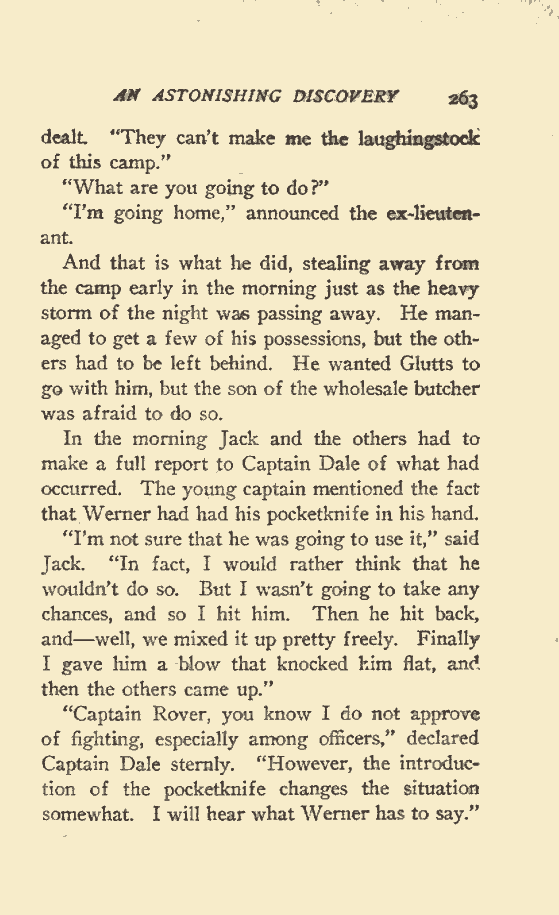 AN ASTONISHING DISCOVERY 263
dealt. “They can’t make me the laughingstock
of this camp.”
“What are you going to do?”
“I’m going home,” announced the ex-lieuten-
ant.
And that is what he did, stealing away from
the camp early in the morning just as the heavy
storm of the night was passing away. He man-
aged to get a few of his possessions, but the oth-
ers had to be left behind. He wanted Glutts to
go with him, but the son of the wholesale butcher
was afraid to do so.
In the morning Jack and the others had to
make a full report to Captain Dale of what had
occurred. The young captain mentioned the fact
that Werner had had his pocketknife in his hand.
“I’m not sure that he was going to use it,” said
Jack. “In fact, I would rather think that he
wouldn’t do so. But I wasn’t going to take any
chances, and so I hit him. Then he hit back,
and—well, we mixed it up pretty freely. Finally
I gave him a blow that knocked him flat, and
then the others came up.”
“Captain Rover, you know I do not approve
of fighting, especially among officers,” declared
Captain Dale sternly. “However, the introduc-
tion of the pocketknife changes the situation
somewhat. I will hear what Werner has to say.”